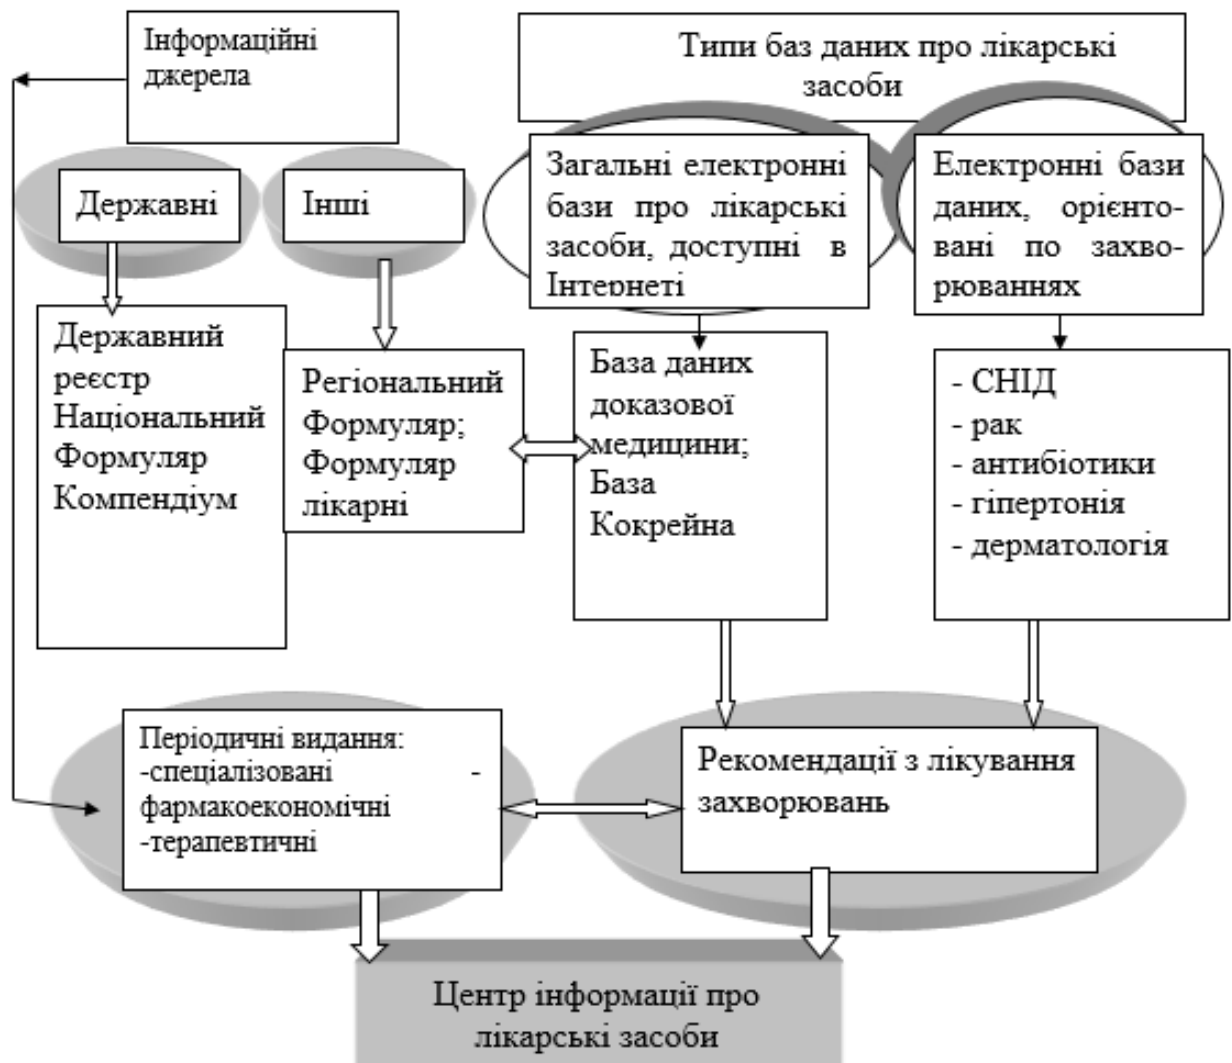 Інформаційні
джерела
Типи баз даних про лікарські
засоби
Державні
Інші
Загальні електронні
бази про лікарські
засоби, доступні в
Інтернеті
Електронні бази
даних, орієнто-
вані по захво-
рюваннях
Державний
реєстр
Національний
Формуляр
Компендіум
Регіональний
Формуляр;
Формуляр
лікарні
База даних
доказової
медицини;
База
Кокрейна
- СНІД
- рак
- антибіотики
- гіпертонія
- дерматологія
Періодичні видання:
-спеціалізовані -
фармакоекономічні
-терапевтичні
Рекомендації з лікування
захворювань
Центр інформації про
лікарські засоби